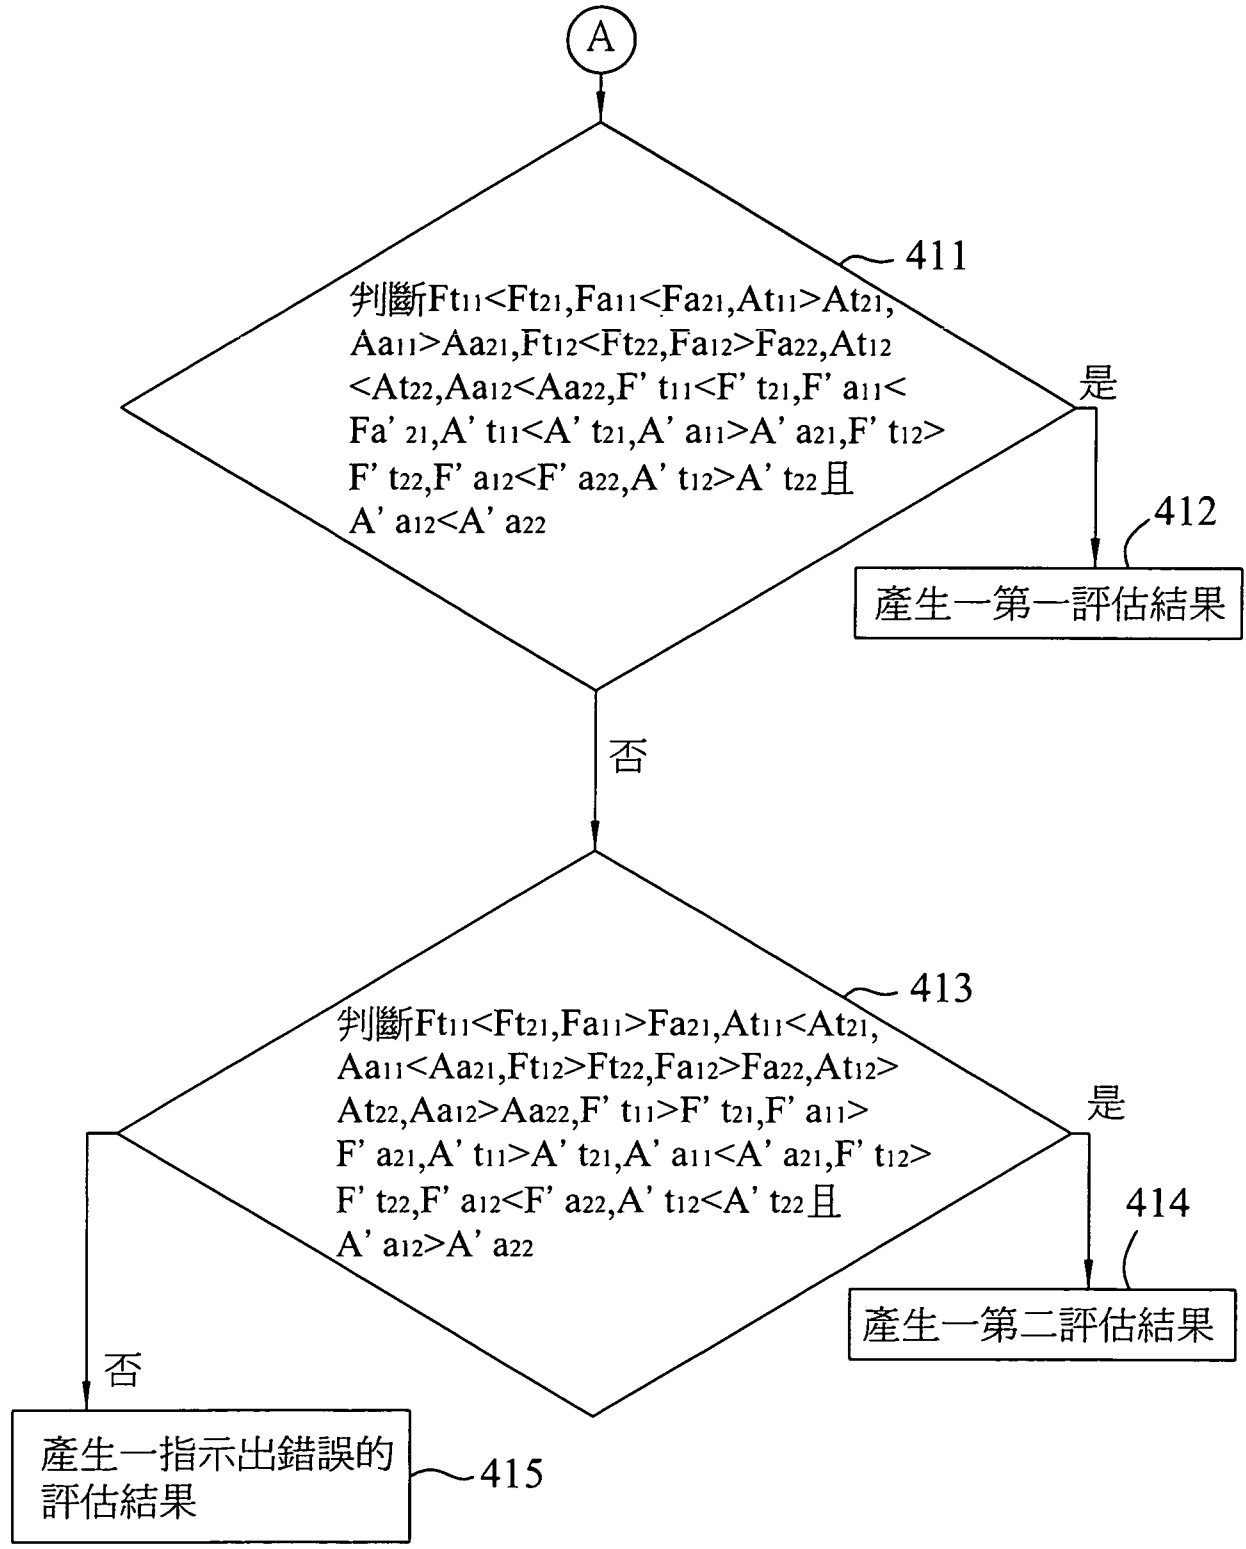 A
411
判斷Ft11<Ft21,Fa11<Fa21,At11>At21,
Aa11>Aa21,Ft12<Ft22,Fa12>Fa22,At12
<At22,Aa12<Aa22,F' t11<F' t21,F' a11<
Fa' 21,A' t11<A' t21,A' a11>A' a21,F' t12>
F' t22,F' a12<F' a22,A' t12>A' t22且
A' a12<A' a22
是
412
產生一第一評估結果
否
413
判斷Ft11<Ft21,Fa11>Fa21,At11<At21,
Aa11<Aa21,Ft12>Ft22,Fa12>Fa22,At12>
At22,Aa12>Aa22,F' t11>F' t21,F' a11>
F' a21,A' t11>A' t21,A' a11<A' a21,F' t12>
F' t22,F' a12<F' a22,A' t12<A' t22且
A' a12>A' a22
是
414
產生一第二評估結果
否
產生一指示出錯誤的
評估結果
415